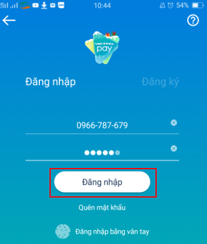 10:44
54%
pay
Đăng nhập
Đăng ký
0966-787-679
Đăng nhập
Quên mật khẩu
Đăng nhập bằng vân tay